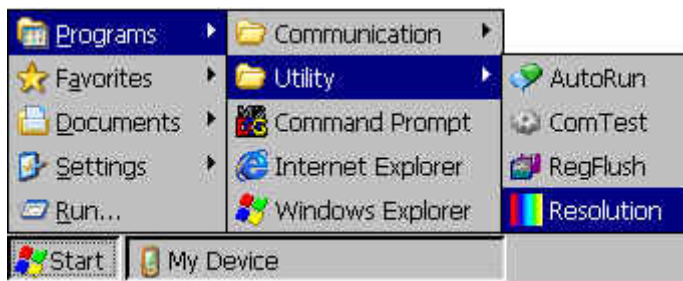 Programs
Favorites
Documents
Settings
Run...
Communication
Utility
Command Prompt
Internet Explorer
Windows Explorer
AutoRun
ComTest
RegFlush
Resolution
Start
My Device